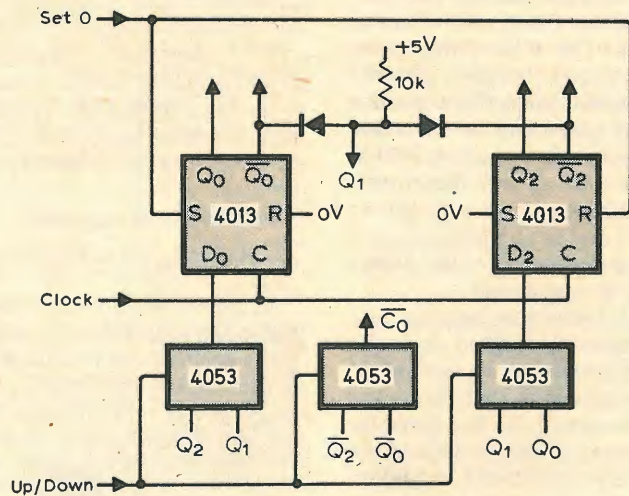 Set 0
+5V
10k
Q₀ Q̅₀
Q₁
Q₂ Q̅₂
S 4013 R
0V
0V
S 4013 R
D₀ C
D₂ C
Clock
C̅₀
4053
4053
4053
Q₂ Q₁
Q̅₂ Q̅₀
Q₁ Q₀
Up/Down